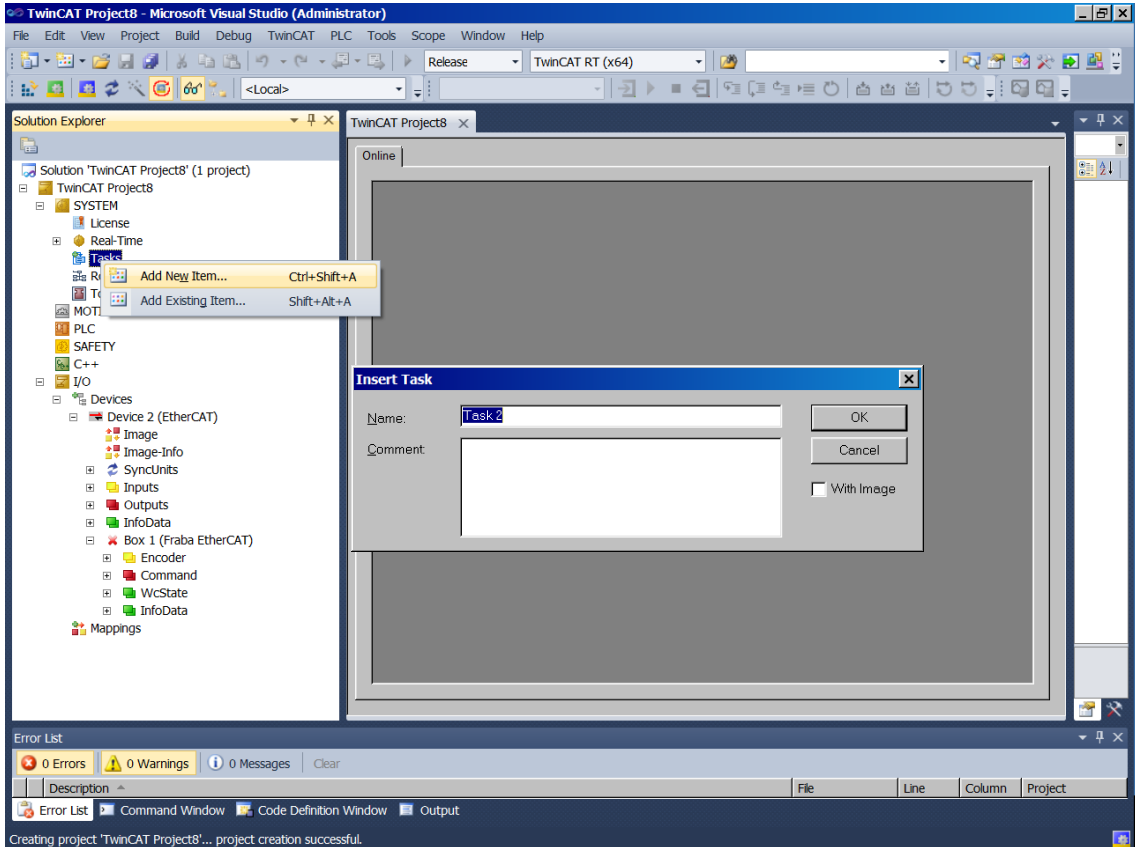 TwinCAT Project8 - Microsoft Visual Studio (Administrator)
File Edit View Project Build Debug TwinCAT PLC Tools Scope Window Help
Release TwinCAT RT (x64)
<Local>
Solution Explorer
TwinCAT Project8
Online
Solution 'TwinCAT Project8' (1 project)
TwinCAT Project8
SYSTEM
License
Real-Time
Tasks
Add New Item... Ctrl+Shift+A
Add Existing Item... Shift+Alt+A
PLC
SAFETY
C++
I/O
Devices
Device 2 (EtherCAT)
Image
Image-Info
SyncUnits
Inputs
Outputs
InfoData
Box 1 (Fraba EtherCAT)
Encoder
Command
WcState
InfoData
Mappings
Insert Task
Name: Task 2
OK
Comment:
Cancel
With Image
Error List
0 Errors 0 Warnings 0 Messages Clear
Description File Line Column Project
Error List Command Window Code Definition Window Output
Creating project 'TwinCAT Project8'... project creation successful.